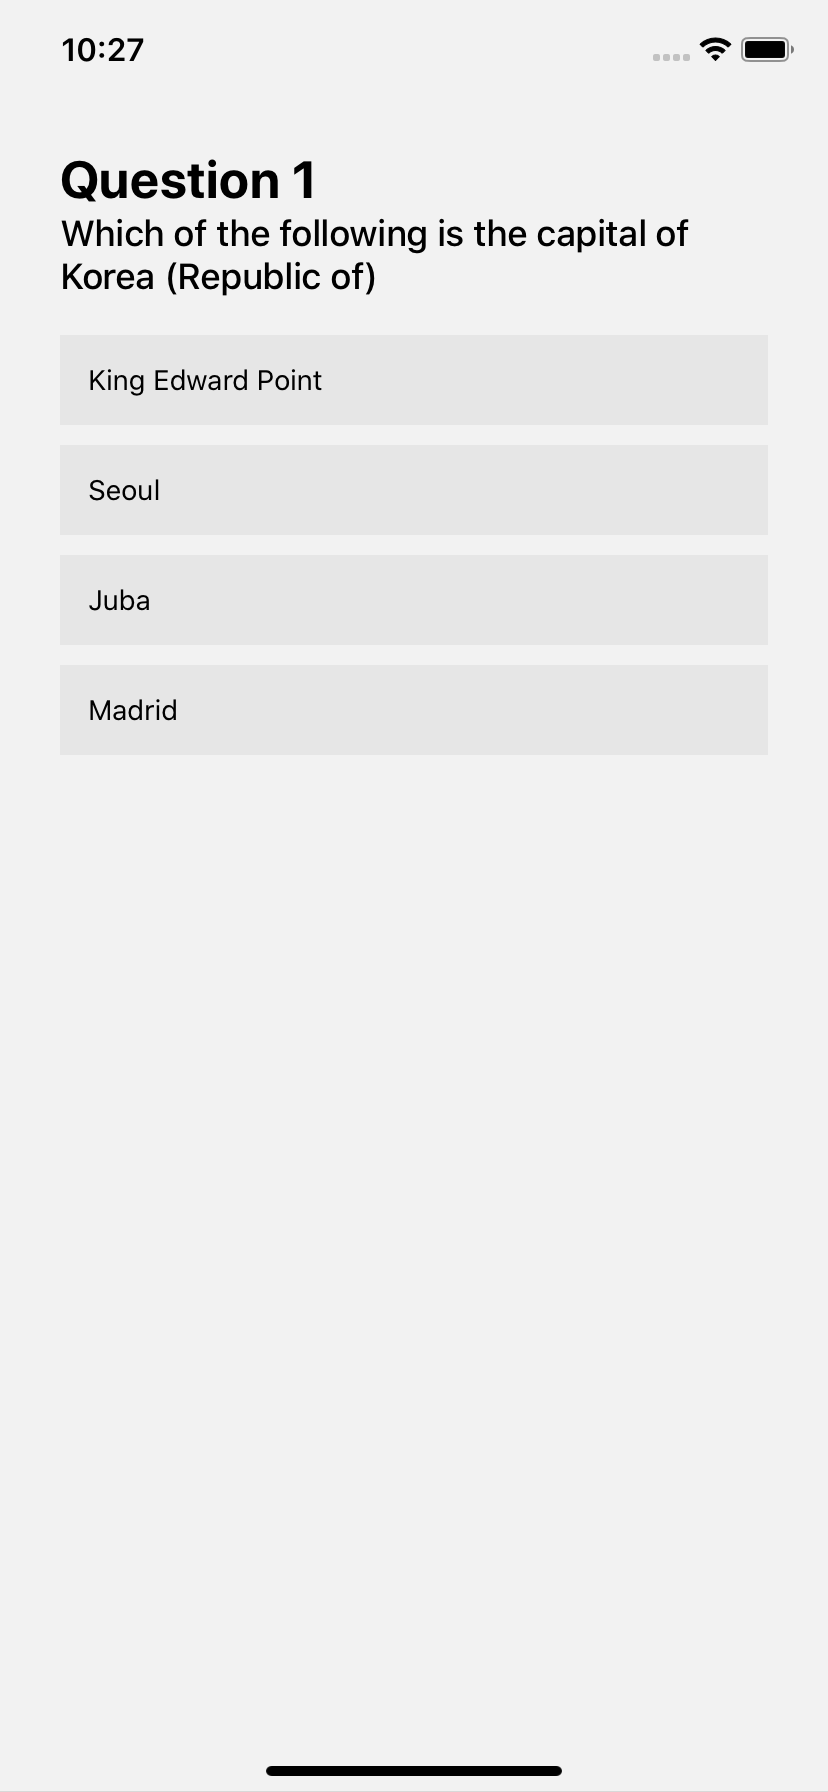 10:27
Question 1
Which of the following is the capital of
Korea (Republic of)
King Edward Point
Seoul
Juba
Madrid